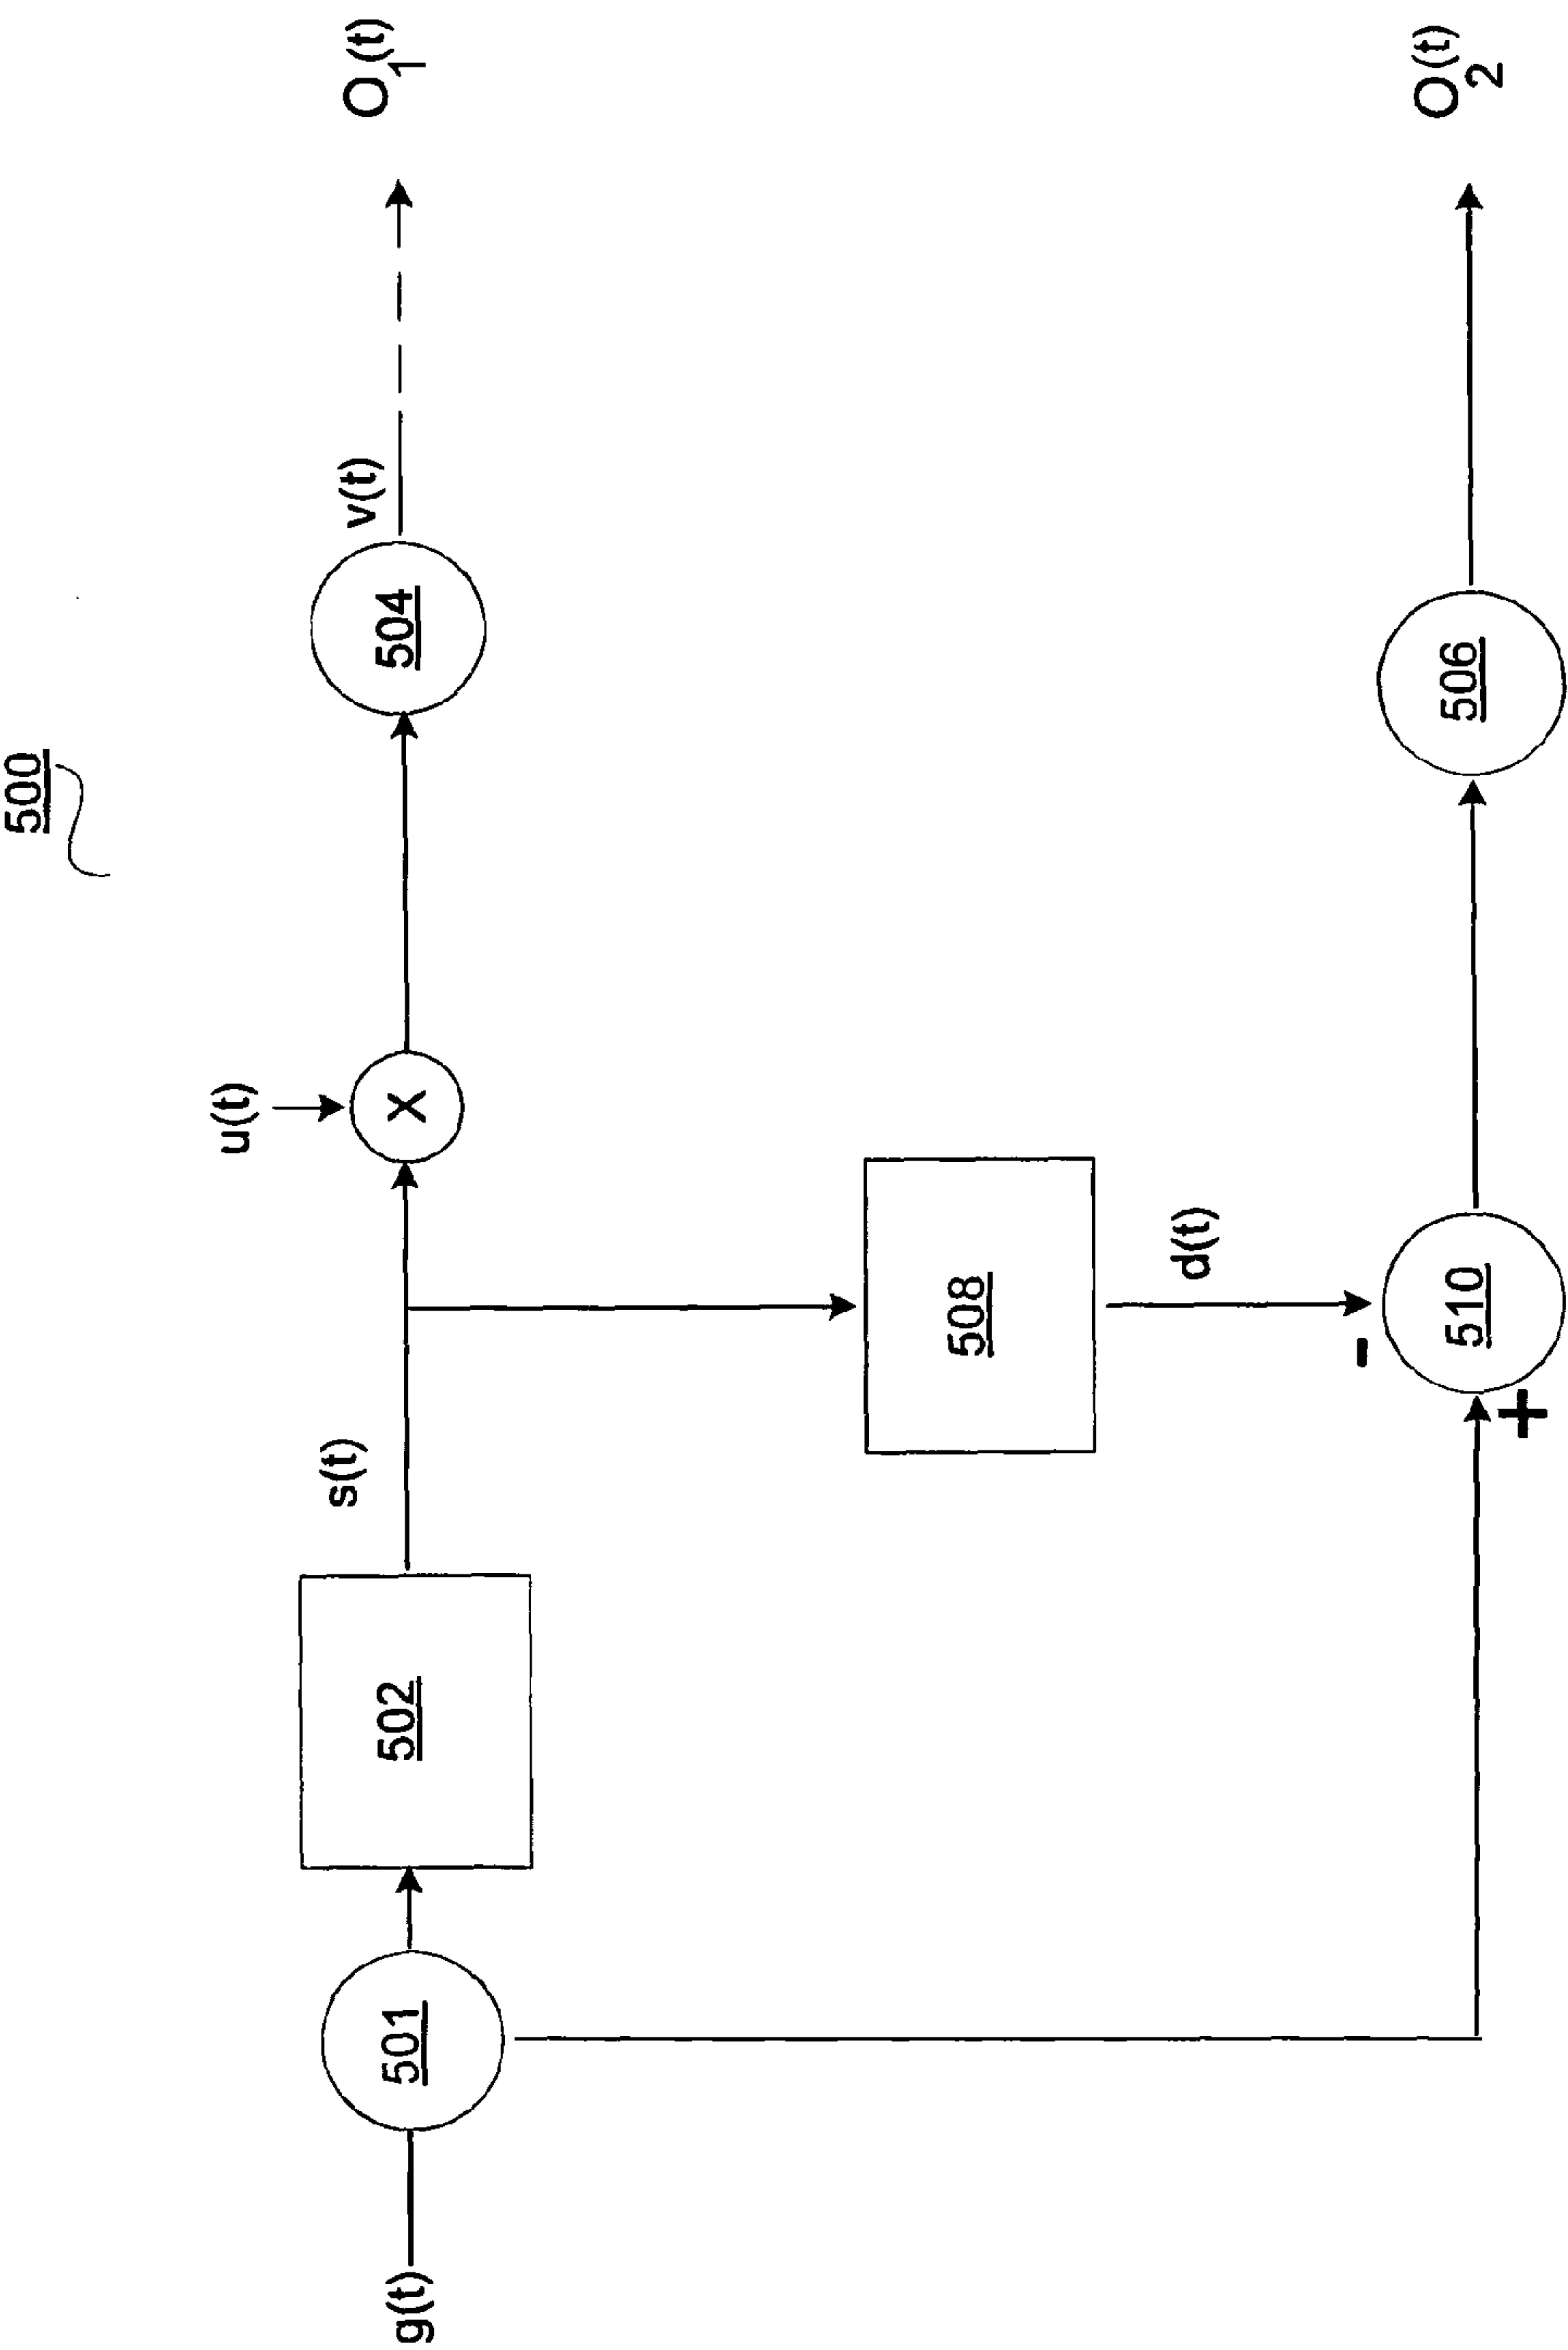 500
g(t)
501
502
s(t)
u(t)
X
504
v(t)
O1(t)
508
d(t)
-
+
510
506
O2(t)